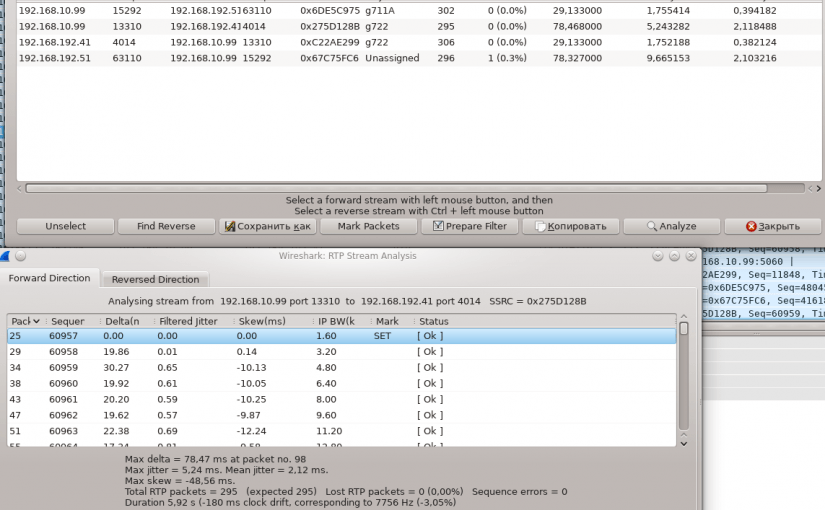 192.168.10.99 15292 192.168.192.5163110 0x6DE5C975 g711A 302 0 (0.0%) 29,133000 1,755414 0,394182
192.168.10.99 13310 192.168.192.414014 0x275D128B g722 295 0 (0.0%) 78,468000 5,243282 2,118488
192.168.192.41 4014 192.168.10.99 13310 0xC22AE299 g722 306 0 (0.0%) 29,133000 1,752188 0,382124
192.168.192.51 63110 192.168.10.99 15292 0x67C75FC6 Unassigned 296 1 (0.3%) 78,327000 9,665153 2,103216
Select a forward stream with left mouse button, and then
Select a reverse stream with Ctrl + left mouse button
Unselect Find Reverse Сохранить как Mark Packets Prepare Filter Копировать Analyze Закрыть
Wireshark: RTP Stream Analysis
Forward Direction Reversed Direction
Analysing stream from 192.168.10.99 port 13310 to 192.168.192.41 port 4014 SSRC = 0x275D128B
Pack Sequer Delta(n Filtered Jitter Skew(ms) IP BW(k Mark Status
25 60957 0.00 0.00 0.00 1.60 SET [ Ok ]
29 60958 19.86 0.01 0.14 3.20 [ Ok ]
34 60959 30.27 0.65 -10.13 4.80 [ Ok ]
38 60960 19.92 0.61 -10.05 6.40 [ Ok ]
43 60961 20.20 0.59 -10.25 8.00 [ Ok ]
47 60962 19.62 0.57 -9.87 9.60 [ Ok ]
51 60963 22.38 0.69 -12.24 11.20 [ Ok ]
Max delta = 78,47 ms at packet no. 98
Max jitter = 5,24 ms. Mean jitter = 2,12 ms.
Max skew = -48,56 ms.
Total RTP packets = 295 (expected 295) Lost RTP packets = 0 (0,00%) Sequence errors = 0
Duration 5,92 s (-180 ms clock drift, corresponding to 7756 Hz (-3,05%)
168.10.99:5060 |
2AE299, Seq=11848, Tin
=0x6DE5C975, Seq=4804
=0x67C75FC6, Seq=4161
5D128B, Seq=60959, Tin